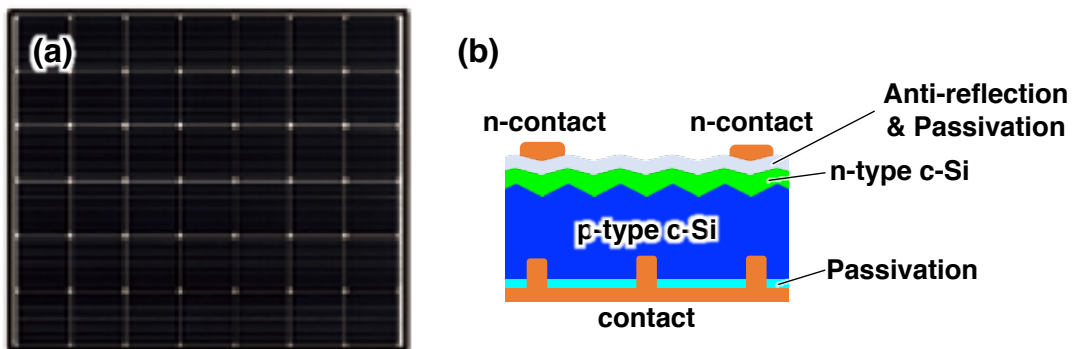 (a)
(b)
Anti-reflection
& Passivation
n-contact
n-contact
n-type c-Si
p-type c-Si
Passivation
contact